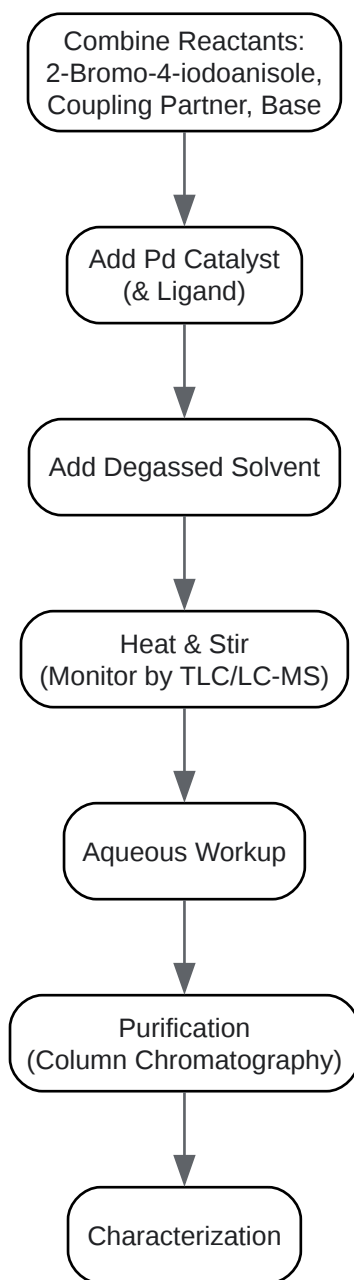 Combine Reactants:
2-Bromo-4-iodoanisole,
Coupling Partner, Base
Add Pd Catalyst
(& Ligand)
Add Degassed Solvent
Heat & Stir
(Monitor by TLC/LC-MS)
Aqueous Workup
Purification
(Column Chromatography)
Characterization